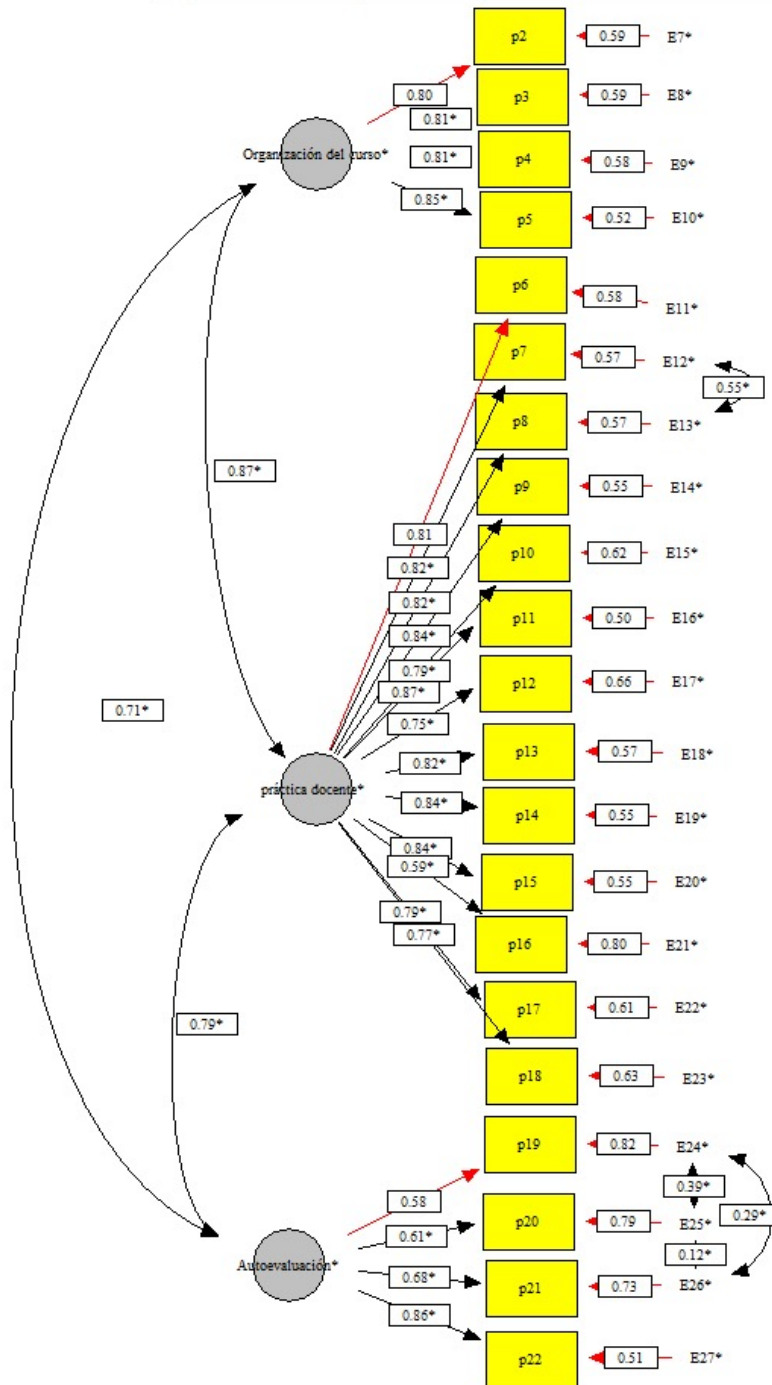 p2
0.59
E7*
0.80
p3
0.59
E8*
0.81*
Organización del curso*
0.81*
p4
0.58
E9*
0.85*
p5
0.52
E10*
p6
0.58
E11*
p7
0.57
E12*
0.55*
p8
0.57
E13*
0.87*
p9
0.55
E14*
0.81
p10
0.62
E15*
0.82*
0.82*
p11
0.50
E16*
0.84*
0.79*
0.87*
p12
0.66
E17*
0.71*
0.75*
p13
0.57
E18*
0.82*
práctica docente*
0.84*
p14
0.55
E19*
0.84*
0.59*
p15
0.55
E20*
0.79*
0.77*
p16
0.80
E21*
p17
0.61
E22*
0.79*
p18
0.63
E23*
p19
0.82
E24*
0.39*
0.29*
0.58
p20
0.79
E25*
0.61*
0.12*
Autoevaluación*
0.68*
p21
0.73
E26*
0.86*
p22
0.51
E27*